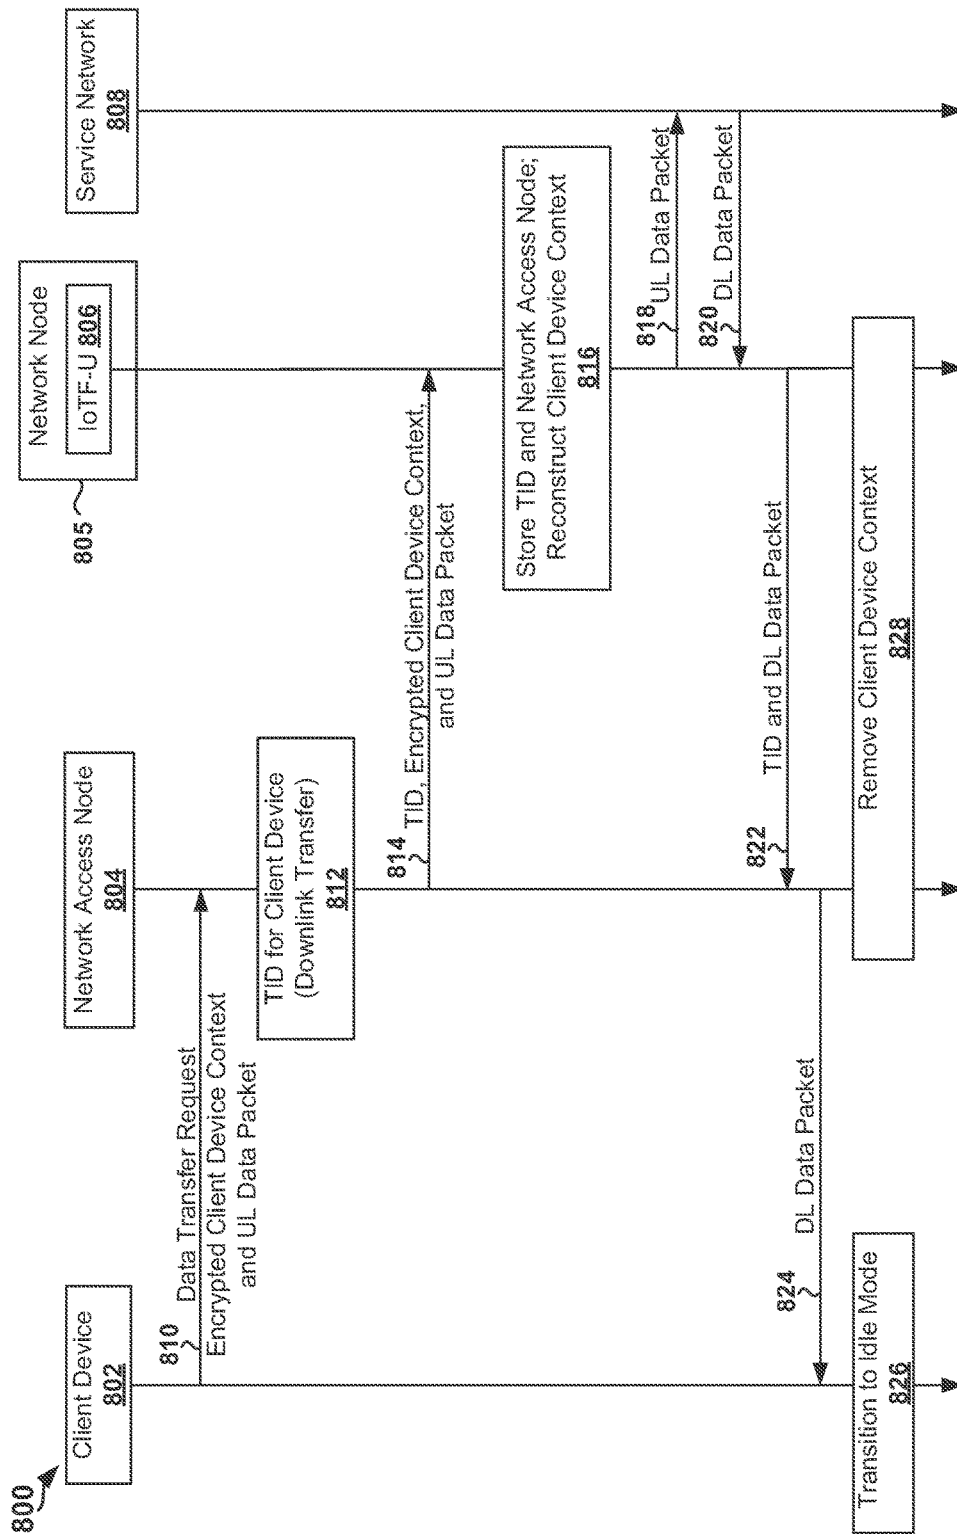 800
Client Device
802
Network Access Node
804
Network Node
IoTF-U 806
805
Service Network
808
810
Data Transfer Request
Encrypted Client Device Context
and UL Data Packet
TID for Client Device
(Downlink Transfer)
812
814
TID, Encrypted Client Device Context,
and UL Data Packet
Store TID and Network Access Node;
Reconstruct Client Device Context
816
818
UL Data Packet
820
DL Data Packet
822
TID and DL Data Packet
824
DL Data Packet
Transition to Idle Mode
826
Remove Client Device Context
828